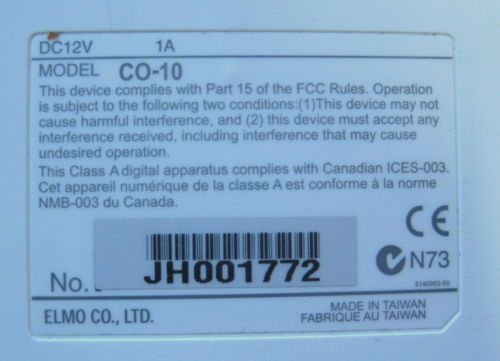 DC12V 1A
MODEL CO-10
This device complies with Part 15 of the FCC Rules. Operation
is subject to the following two conditions:(1)This device may not
cause harmful interference, and (2) this device must accept any
interference received, including interference that may cause
undesired operation.
This Class A digital apparatus complies with Canadian ICES-003.
Cet appareil numérique de la classe A est conforme à la norme
NMB-003 du Canada.
CE
N73
No. JH001772
5140953-50
ELMO CO., LTD.
MADE IN TAIWAN
FABRIQUE AU TAIWAN